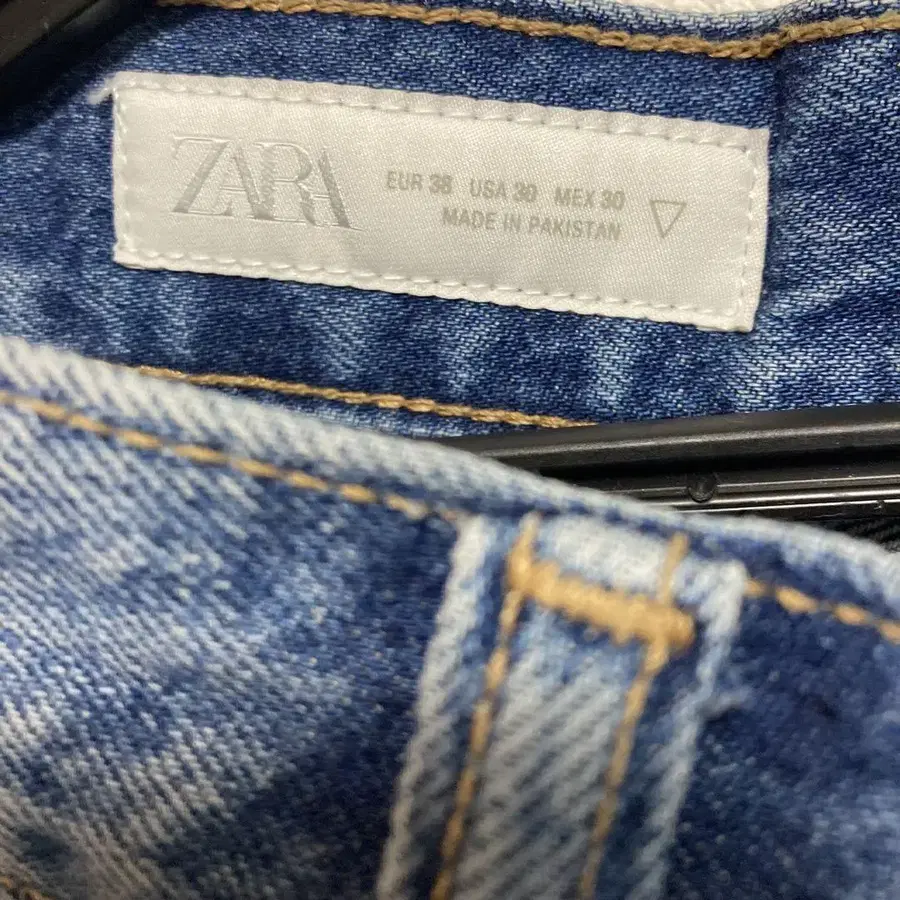 ZARA
EUR 38 USA 30 MEX 30
MADE IN PAKISTAN